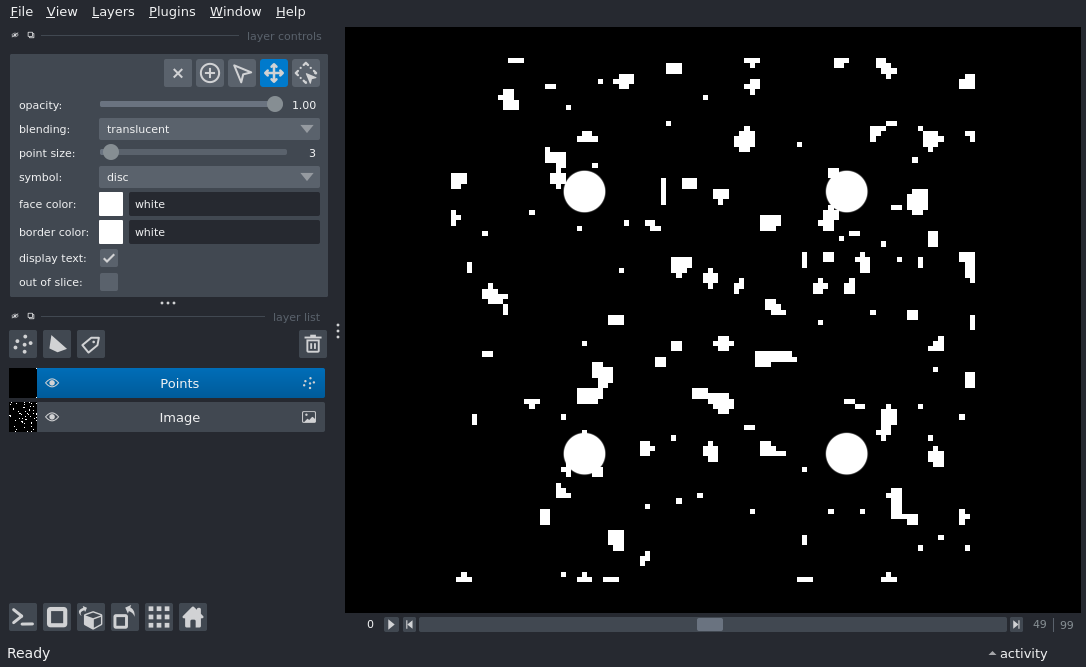 File View Layers Plugins Window Help
layer controls
opacity: 1.00
blending: translucent
point size: 3
symbol: disc
face color: white
border color: white
display text:
out of slice:
layer list
Points
Image
0 49 | 99
Ready activity